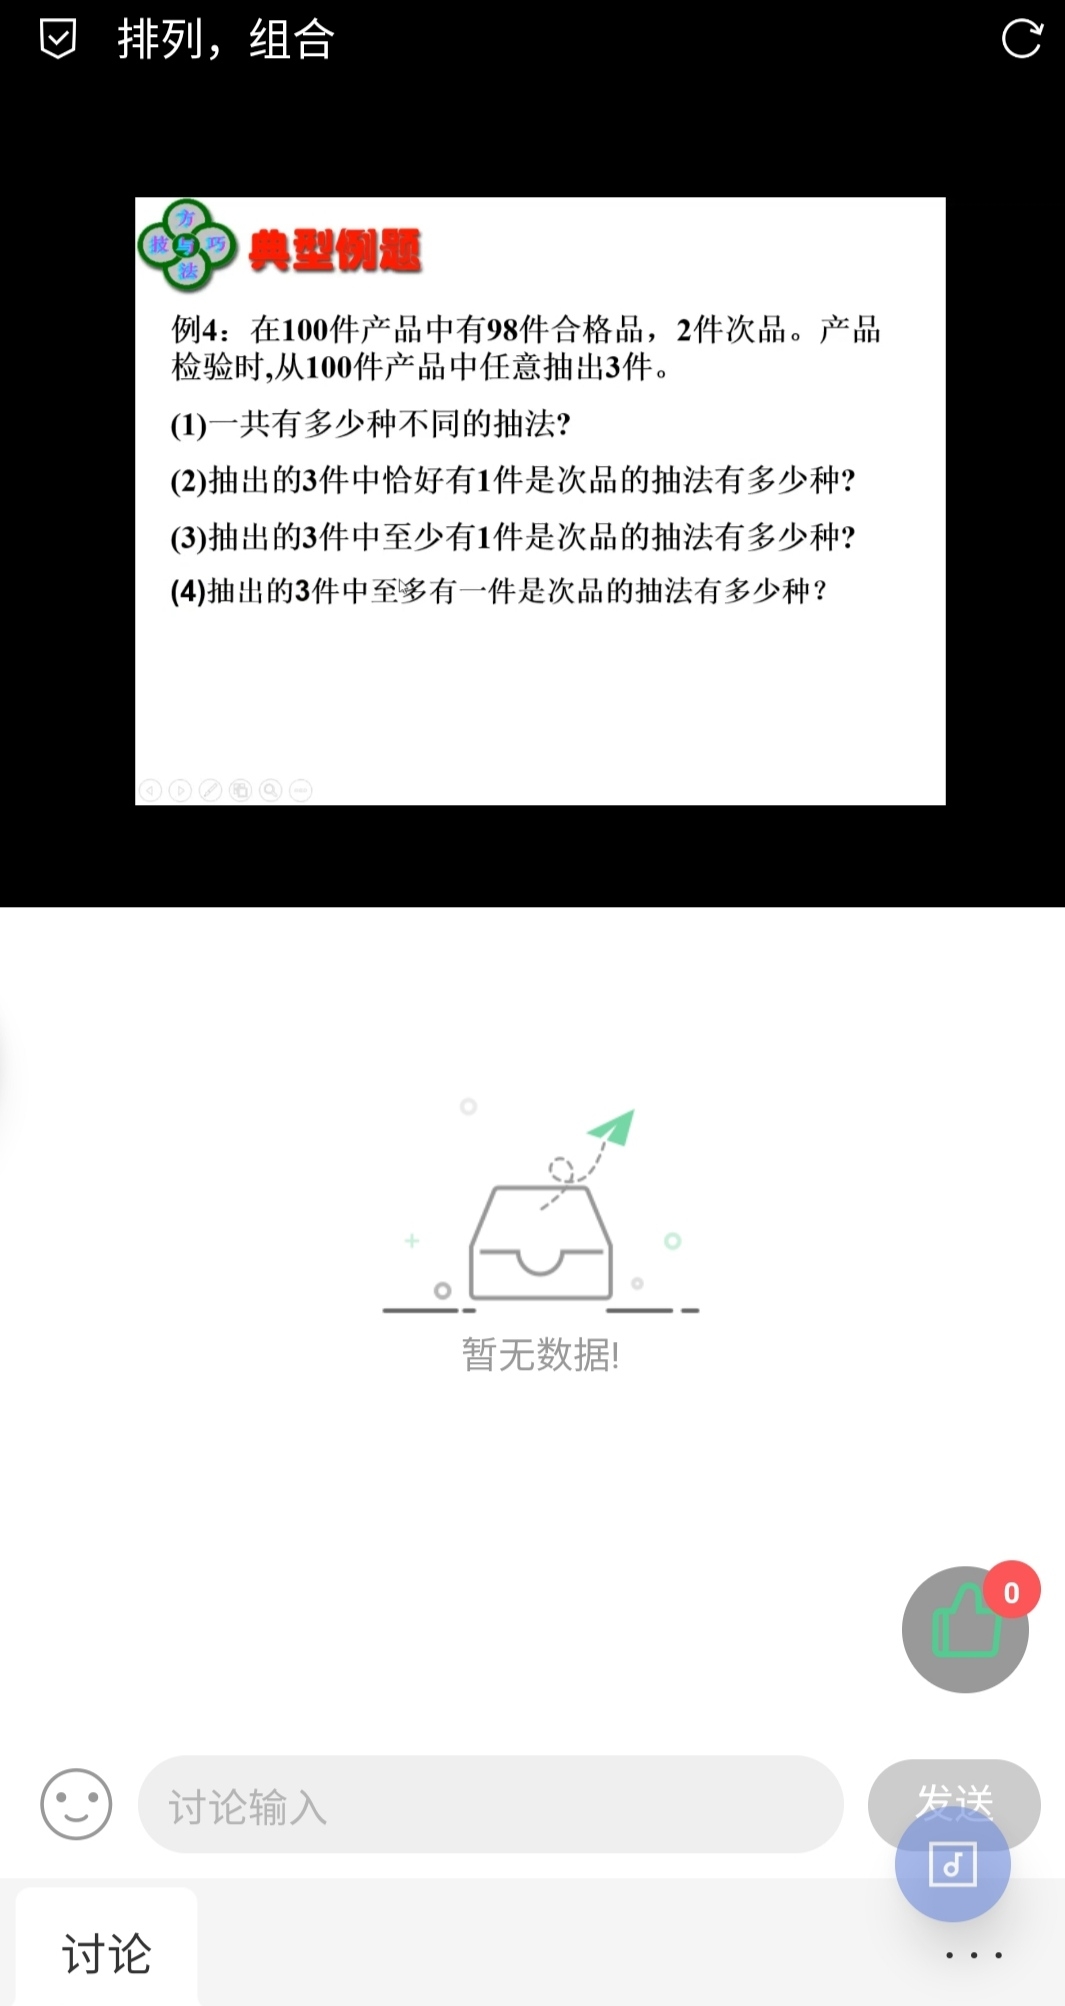 排列，组合
方
技与巧
法
典型例题
例4：在100件产品中有98件合格品，2件次品。产品
检验时,从100件产品中任意抽出3件。
(1)一共有多少种不同的抽法?
(2)抽出的3件中恰好有1件是次品的抽法有多少种?
(3)抽出的3件中至少有1件是次品的抽法有多少种?
(4)抽出的3件中至多有一件是次品的抽法有多少种?
暂无数据!
0
讨论输入
发送
讨论